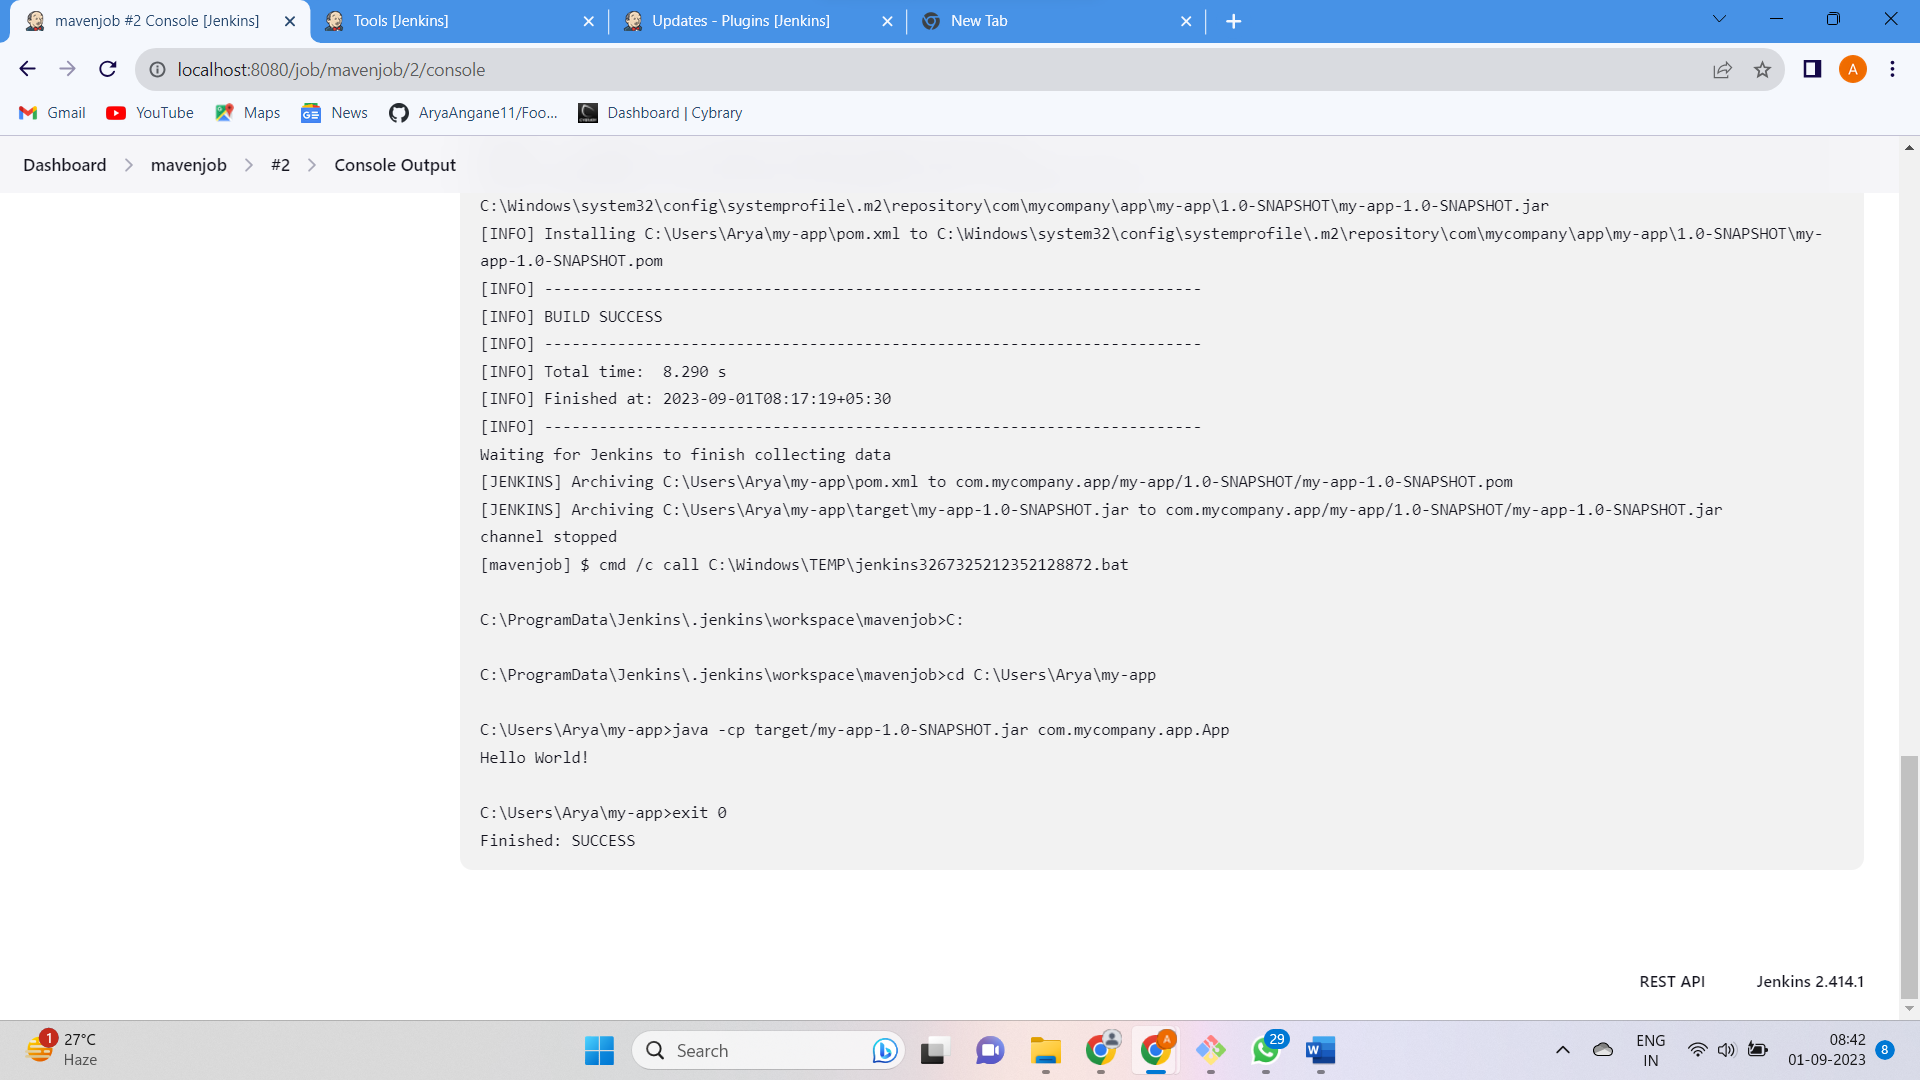 mavenjob #2 Console [Jenkins]
Tools [Jenkins]
Updates - Plugins [Jenkins]
New Tab
localhost:8080/job/mavenjob/2/console
A
Gmail
YouTube
Maps
News
AryaAngane11/Foo...
Dashboard | Cybrary
Dashboard
mavenjob
#2
Console Output
C:\Windows\system32\config\systemprofile\.m2\repository\com\mycompany\app\my-app\1.0-SNAPSHOT\my-app-1.0-SNAPSHOT.jar
[INFO] Installing C:\Users\Arya\my-app\pom.xml to C:\Windows\system32\config\systemprofile\.m2\repository\com\mycompany\app\my-app\1.0-SNAPSHOT\my-
app-1.0-SNAPSHOT.pom
[INFO] ------------------------------------------------------------------------
[INFO] BUILD SUCCESS
[INFO] ------------------------------------------------------------------------
[INFO] Total time:  8.290 s
[INFO] Finished at: 2023-09-01T08:17:19+05:30
[INFO] ------------------------------------------------------------------------
Waiting for Jenkins to finish collecting data
[JENKINS] Archiving C:\Users\Arya\my-app\pom.xml to com.mycompany.app/my-app/1.0-SNAPSHOT/my-app-1.0-SNAPSHOT.pom
[JENKINS] Archiving C:\Users\Arya\my-app\target\my-app-1.0-SNAPSHOT.jar to com.mycompany.app/my-app/1.0-SNAPSHOT/my-app-1.0-SNAPSHOT.jar
channel stopped
[mavenjob] $ cmd /c call C:\Windows\TEMP\jenkins3267325212352128872.bat
C:\ProgramData\Jenkins\.jenkins\workspace\mavenjob>C:
C:\ProgramData\Jenkins\.jenkins\workspace\mavenjob>cd C:\Users\Arya\my-app
C:\Users\Arya\my-app>java -cp target/my-app-1.0-SNAPSHOT.jar com.mycompany.app.App
Hello World!
C:\Users\Arya\my-app>exit 0
Finished: SUCCESS
REST API
Jenkins 2.414.1
1
27°C
Haze
Search
A
29
W
ENG
IN
08:42
01-09-2023
8